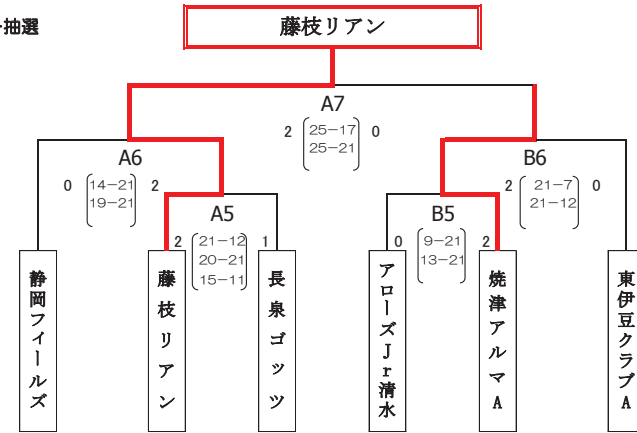 抽選
藤枝リアン
A7
2 25-17 0
25-21
A6
0 14-21 2
19-21
B6
2 21-7 0
21-12
A5
2 21-12 1
20-21
15-11
B5
0 9-21 2
13-21
静岡フィールズ
藤枝リアン
長泉ゴッツ
アローズJr清水
焼津アルマA
東伊豆クラブA